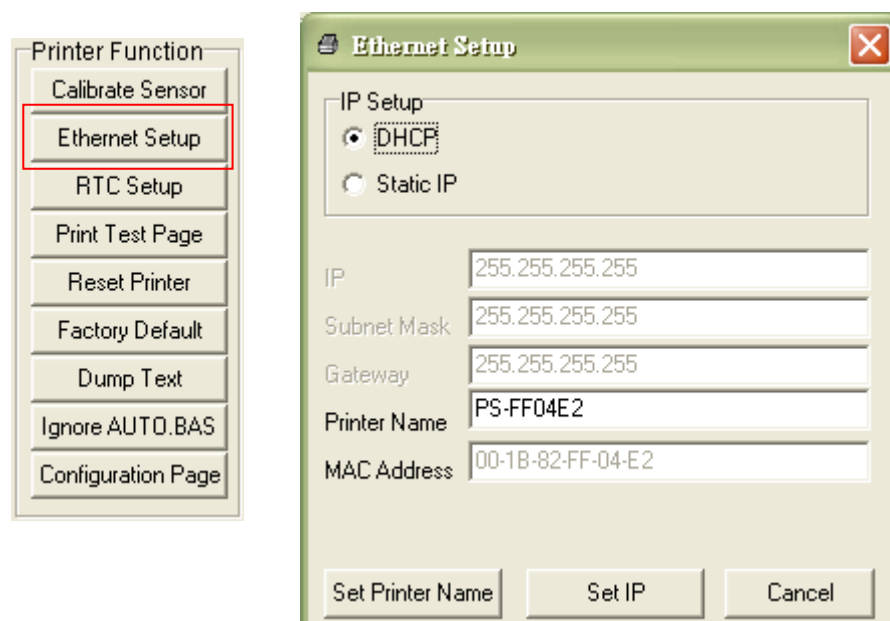 Printer Function
Calibrate Sensor
Ethernet Setup
RTC Setup
Print Test Page
Reset Printer
Factory Default
Dump Text
Ignore AUTO.BAS
Configuration Page
Ethernet Setup
IP Setup
DHCP
Static IP
IP 255.255.255.255
Subnet Mask 255.255.255.255
Gateway 255.255.255.255
Printer Name PS-FF04E2
MAC Address 00-1B-82-FF-04-E2
Set Printer Name Set IP Cancel